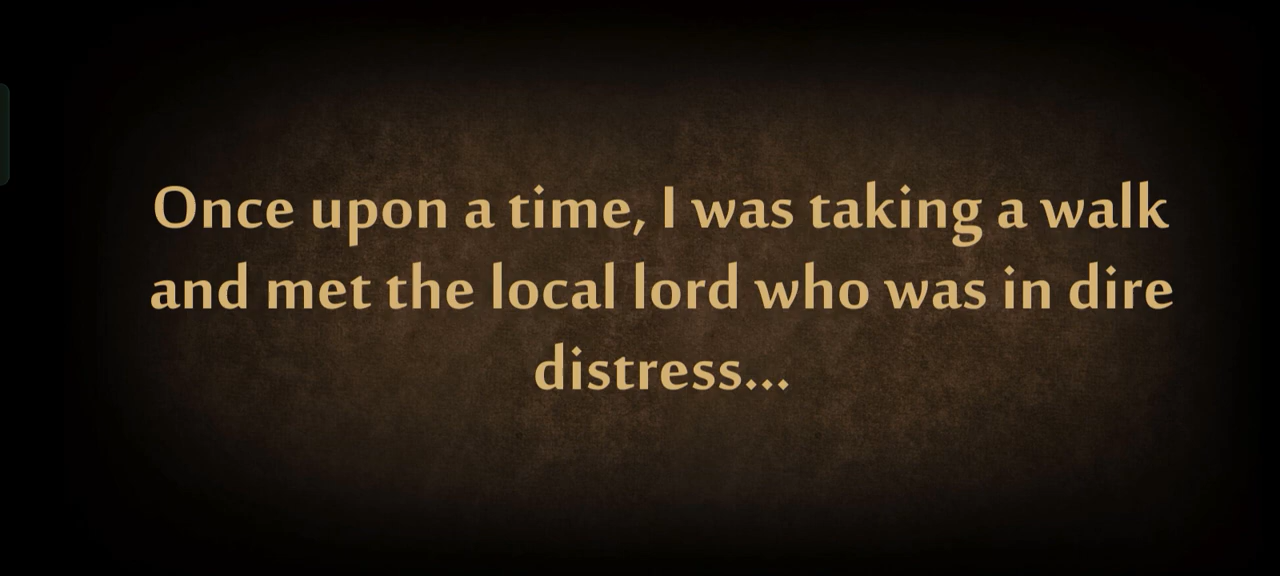 Once upon a time, I was taking a walk
and met the local lord who was in dire
distress...